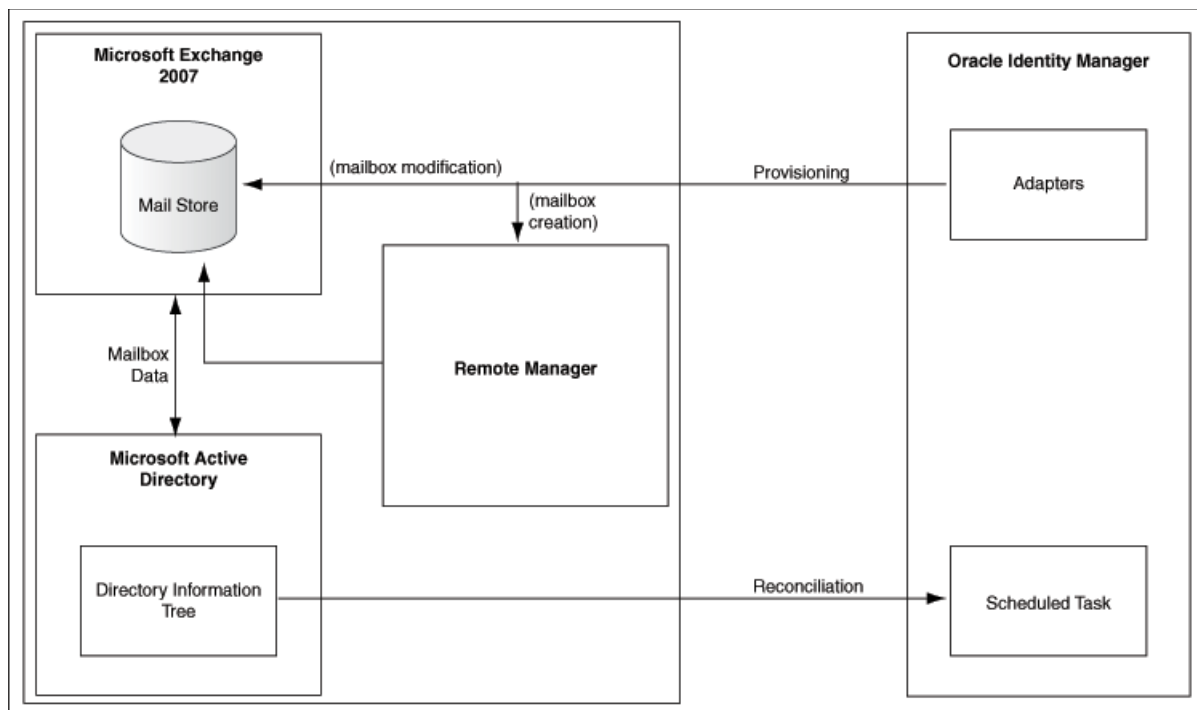 Microsoft Exchange
2007
Mail Store
(mailbox modification)
(mailbox
creation)
Provisioning
Oracle Identity Manager
Adapters
Remote Manager
Mailbox
Data
Microsoft Active
Directory
Directory Information
Tree
Reconciliation
Scheduled Task